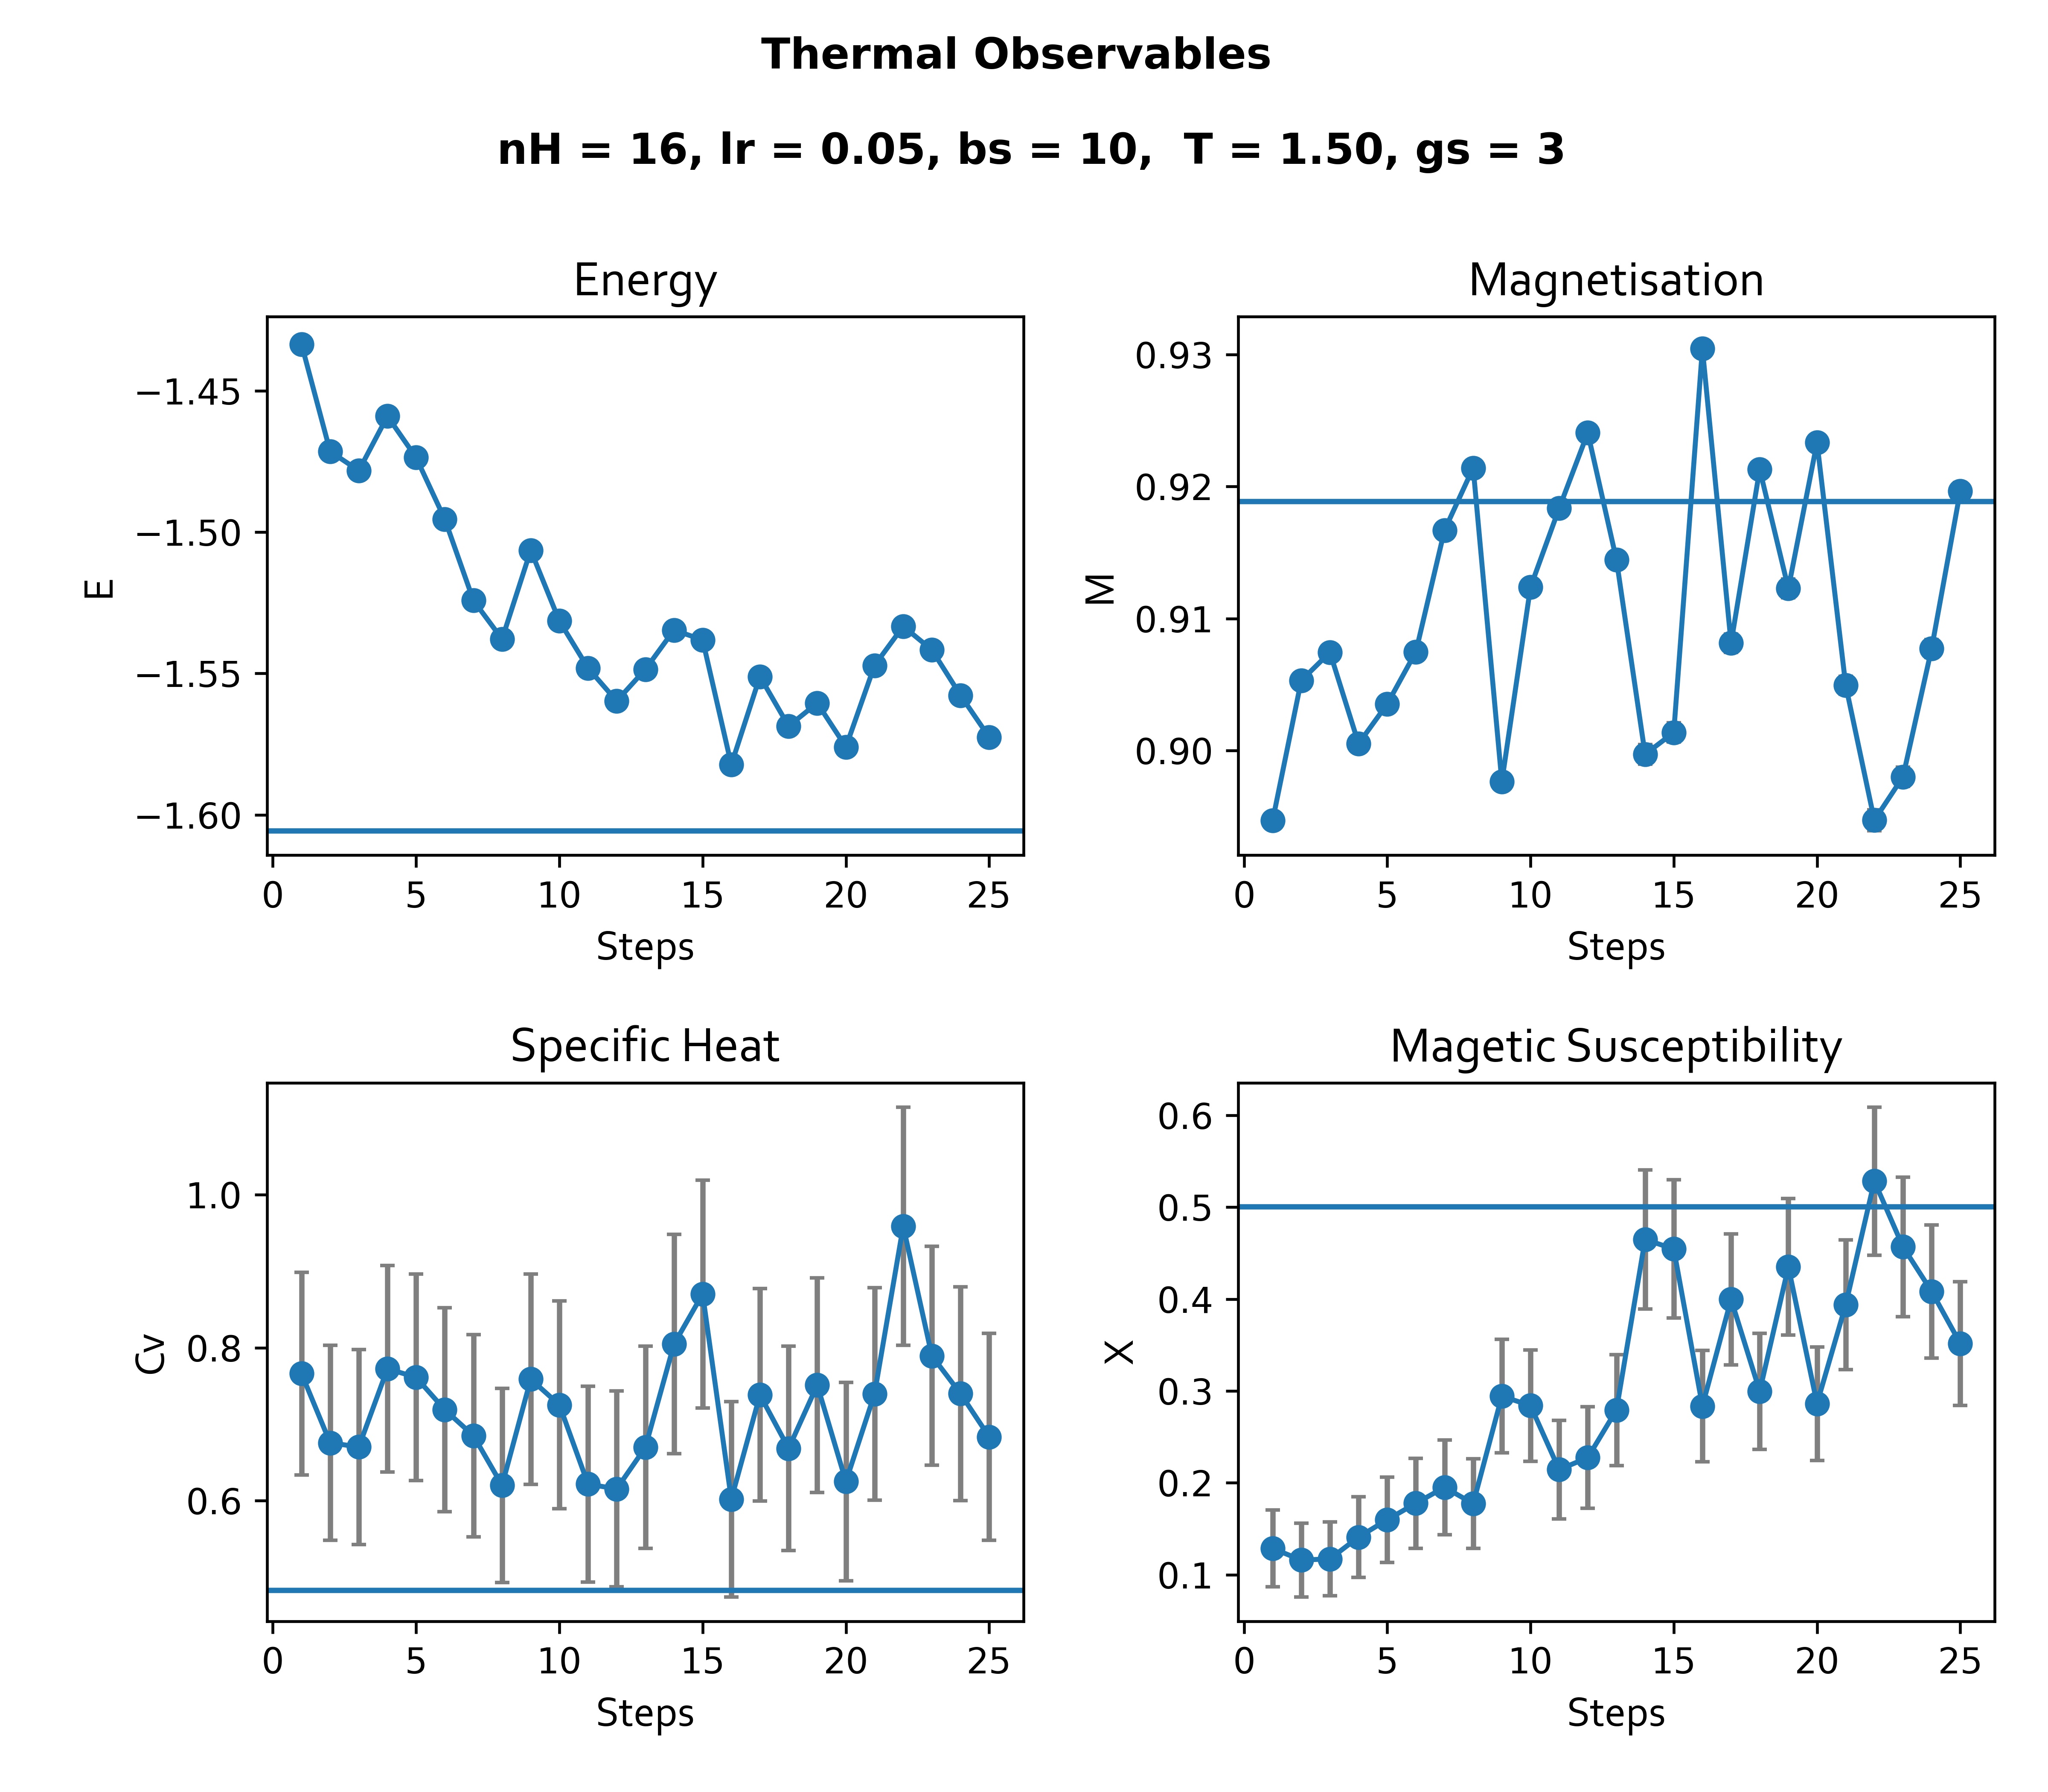 Thermal Observables
nH = 16, lr = 0.05, bs = 10,  T = 1.50, gs = 3
Energy
−1.45
−1.50
−1.55
−1.60
E
0 5 10 15 20 25
Steps
Magnetisation
0.93
0.92
0.91
0.90
M
0 5 10 15 20 25
Steps
Specific Heat
1.0
0.8
0.6
Cv
0 5 10 15 20 25
Steps
Magetic Susceptibility
0.6
0.5
0.4
0.3
0.2
0.1
X
0 5 10 15 20 25
Steps